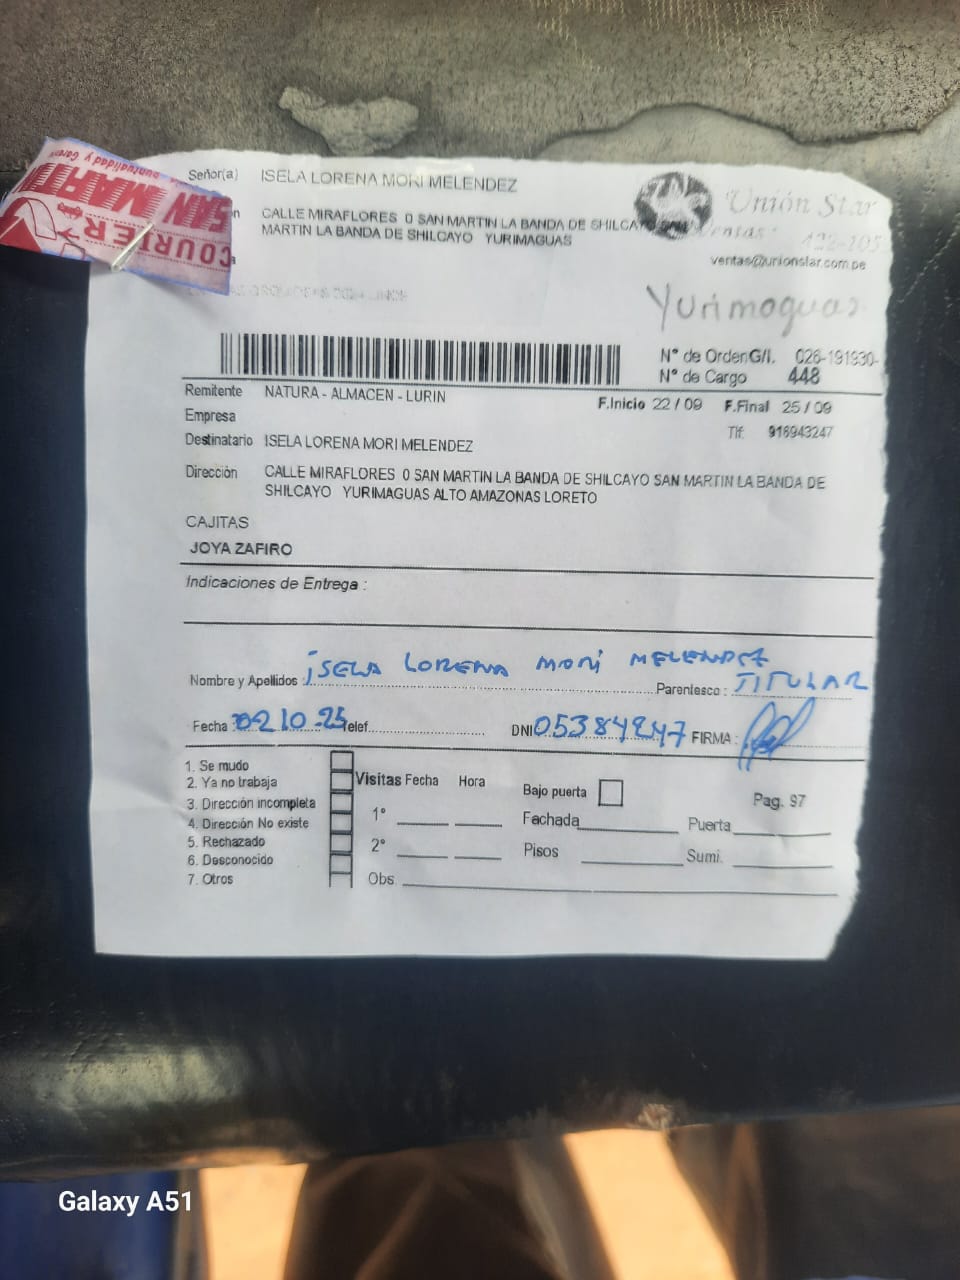 Señor(a) ISELA LORENA MORI MELENDEZ
Unión Star
CALLE MIRAFLORES 0 SAN MARTIN LA BANDA DE SHILCAYO SAN
MARTIN LA BANDA DE SHILCAYO YURIMAGUAS
Ventas:
ventas@unionstar.com.pe
puntualidad y
SAN MARTIN
COURIER
Yurimaguas
N° de Orden G/I. 026-191930-
N° de Cargo 448
Remitente NATURA - ALMACEN - LURIN
F.Inicio 22 / 09 F.Final 25 / 09
Empresa
Tlf: 916943247
Destinatario ISELA LORENA MORI MELENDEZ
Dirección CALLE MIRAFLORES 0 SAN MARTIN LA BANDA DE SHILCAYO SAN MARTIN LA BANDA DE
SHILCAYO YURIMAGUAS ALTO AMAZONAS LORETO
CAJITAS
JOYA ZAFIRO
Indicaciones de Entrega :
Nombre y Apellidos : ISELA LORENA MORI MELENDEZ Parentesco : TITULAR
Fecha : 02.10.25 Telef. DNI 05384247 FIRMA :
1. Se mudo
2. Ya no trabaja
3. Dirección incompleta
4. Dirección No existe
5. Rechazado
6. Desconocido
7. Otros
Visitas Fecha Hora
1°
2°
Obs.
Bajo puerta
Pag. 97
Fachada Puerta
Pisos Sumi.
Galaxy A51